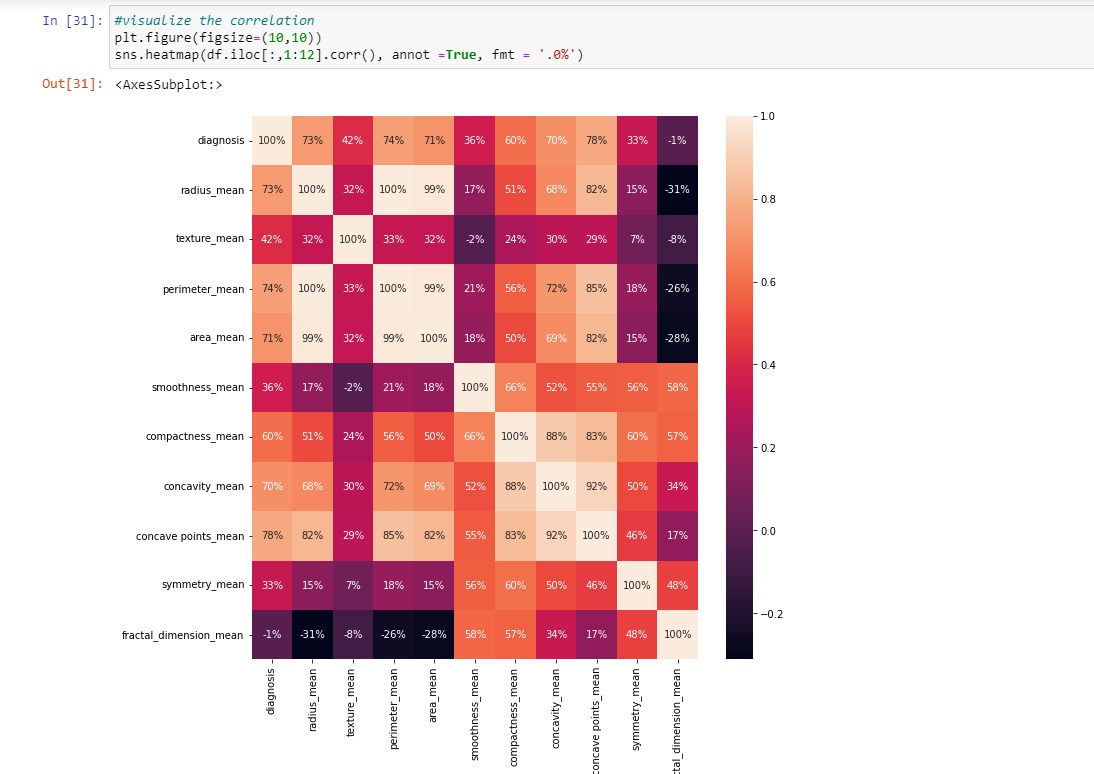 In [31]: #visualize the correlation
plt.figure(figsize=(10,10))
sns.heatmap(df.iloc[:,1:12].corr(), annot =True, fmt = '.0%')
Out[31]: <AxesSubplot:>
1.0
diagnosis 100% 73% 42% 74% 71% 36% 60% 70% 78% 33% -1%
radius_mean 73% 100% 32% 100% 99% 17% 51% 68% 82% 15% -31%
0.8
texture_mean 42% 32% 100% 33% 32% -2% 24% 30% 29% 7% -8%
0.6
perimeter_mean 74% 100% 33% 100% 99% 21% 56% 72% 85% 18% -26%
area_mean 71% 99% 32% 99% 100% 18% 50% 69% 82% 15% -28%
0.4
smoothness_mean 36% 17% -2% 21% 18% 100% 66% 52% 55% 56% 58%
compactness_mean 60% 51% 24% 56% 50% 66% 100% 88% 83% 60% 57%
0.2
concavity_mean 70% 68% 30% 72% 69% 52% 88% 100% 92% 50% 34%
0.0
concave points_mean 78% 82% 29% 85% 82% 55% 83% 92% 100% 46% 17%
symmetry_mean 33% 15% 7% 18% 15% 56% 60% 50% 46% 100% 48%
−0.2
fractal_dimension_mean -1% -31% -8% -26% -28% 58% 57% 34% 17% 48% 100%
diagnosis
radius_mean
texture_mean
perimeter_mean
area_mean
smoothness_mean
compactness_mean
concavity_mean
concave points_mean
symmetry_mean
ctal_dimension_mean